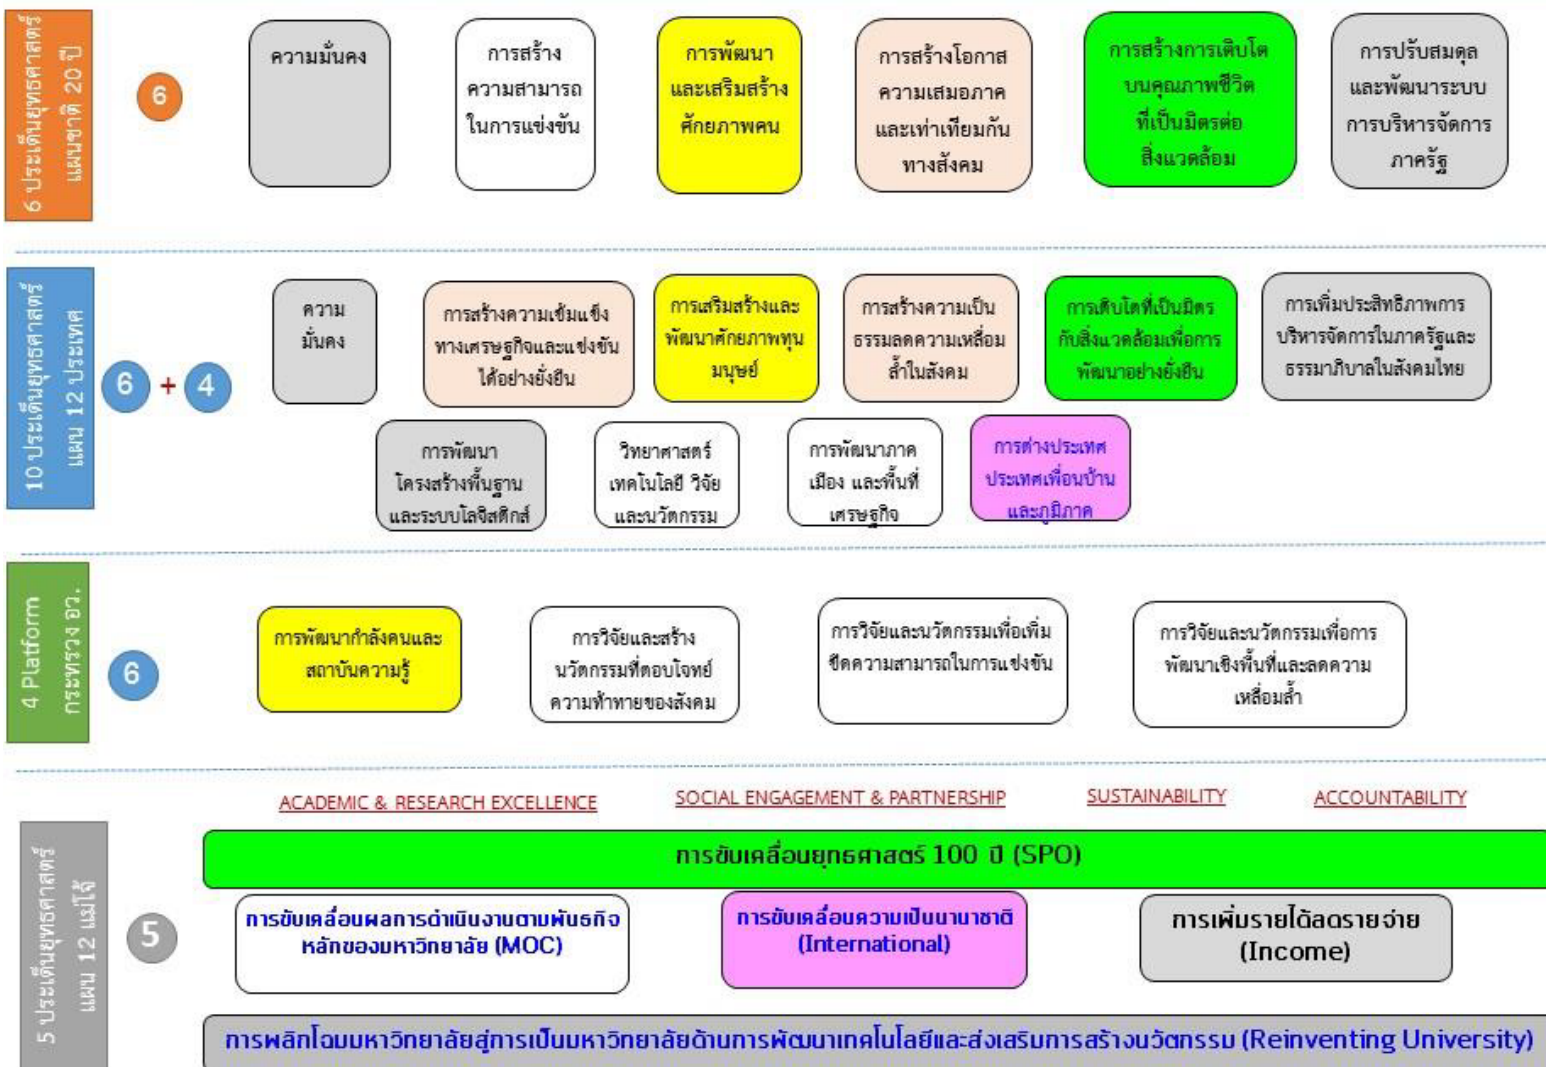 6 ประเด็นยุทธศาสตร์
แผนชาติ 20 ปี
6
ความมั่นคง
การสร้าง
ความสามารถ
ในการแข่งขัน
การพัฒนา
และเสริมสร้าง
ศักยภาพคน
การสร้างโอกาส
ความเสมอภาค
และเท่าเทียมกัน
ทางสังคม
การสร้างการเติบโต
บนคุณภาพชีวิต
ที่เป็นมิตรต่อ
สิ่งแวดล้อม
การปรับสมดุล
และพัฒนาระบบ
การบริหารจัดการ
ภาครัฐ
10 ประเด็นยุทธศาสตร์
แผน 12 ประเทศ
6 + 4
ความ
มั่นคง
การสร้างความเข้มแข็ง
ทางเศรษฐกิจและแข่งขัน
ได้อย่างยั่งยืน
การเสริมสร้างและ
พัฒนาศักยภาพทุน
มนุษย์
การสร้างความเป็น
ธรรมลดความเหลื่อม
ล้ำในสังคม
การเติบโตที่เป็นมิตร
กับสิ่งแวดล้อมเพื่อการ
พัฒนาอย่างยั่งยืน
การเพิ่มประสิทธิภาพการ
บริหารจัดการในภาครัฐและ
ธรรมาภิบาลในสังคมไทย
การพัฒนา
โครงสร้างพื้นฐาน
และระบบโลจิสติกส์
วิทยาศาสตร์
เทคโนโลยี วิจัย
และนวัตกรรม
การพัฒนาภาค
เมือง และพื้นที่
เศรษฐกิจ
การต่างประเทศ
ประเทศเพื่อนบ้าน
และภูมิภาค
4 Platform
กระทรวง อว.
6
การพัฒนากำลังคนและ
สถาบันความรู้
การวิจัยและสร้าง
นวัตกรรมที่ตอบโจทย์
ความท้าทายของสังคม
การวิจัยและนวัตกรรมเพื่อเพิ่ม
ขีดความสามารถในการแข่งขัน
การวิจัยและนวัตกรรมเพื่อการ
พัฒนาเชิงพื้นที่และลดความ
เหลื่อมล้ำ
5 ประเด็นยุทธศาสตร์
แผน 12 แม่โจ้
5
ACADEMIC & RESEARCH EXCELLENCE
SOCIAL ENGAGEMENT & PARTNERSHIP
SUSTAINABILITY
ACCOUNTABILITY
การขับเคลื่อนยุทธศาสตร์ 100 ปี (SPO)
การขับเคลื่อนผลการดำเนินงานตามพันธกิจ
หลักของมหาวิทยาลัย (MOC)
การขับเคลื่อนความเป็นนานาชาติ
(International)
การเพิ่มรายได้ลดรายจ่าย
(Income)
การพลิกโฉมมหาวิทยาลัยสู่การเป็นมหาวิทยาลัยด้านการพัฒนาเทคโนโลยีและส่งเสริมการสร้างนวัตกรรม (Reinventing University)